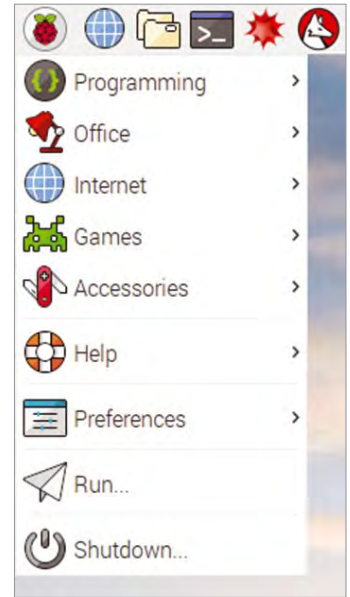 Programming
Office
Internet
Games
Accessories
Help
Preferences
Run...
Shutdown...